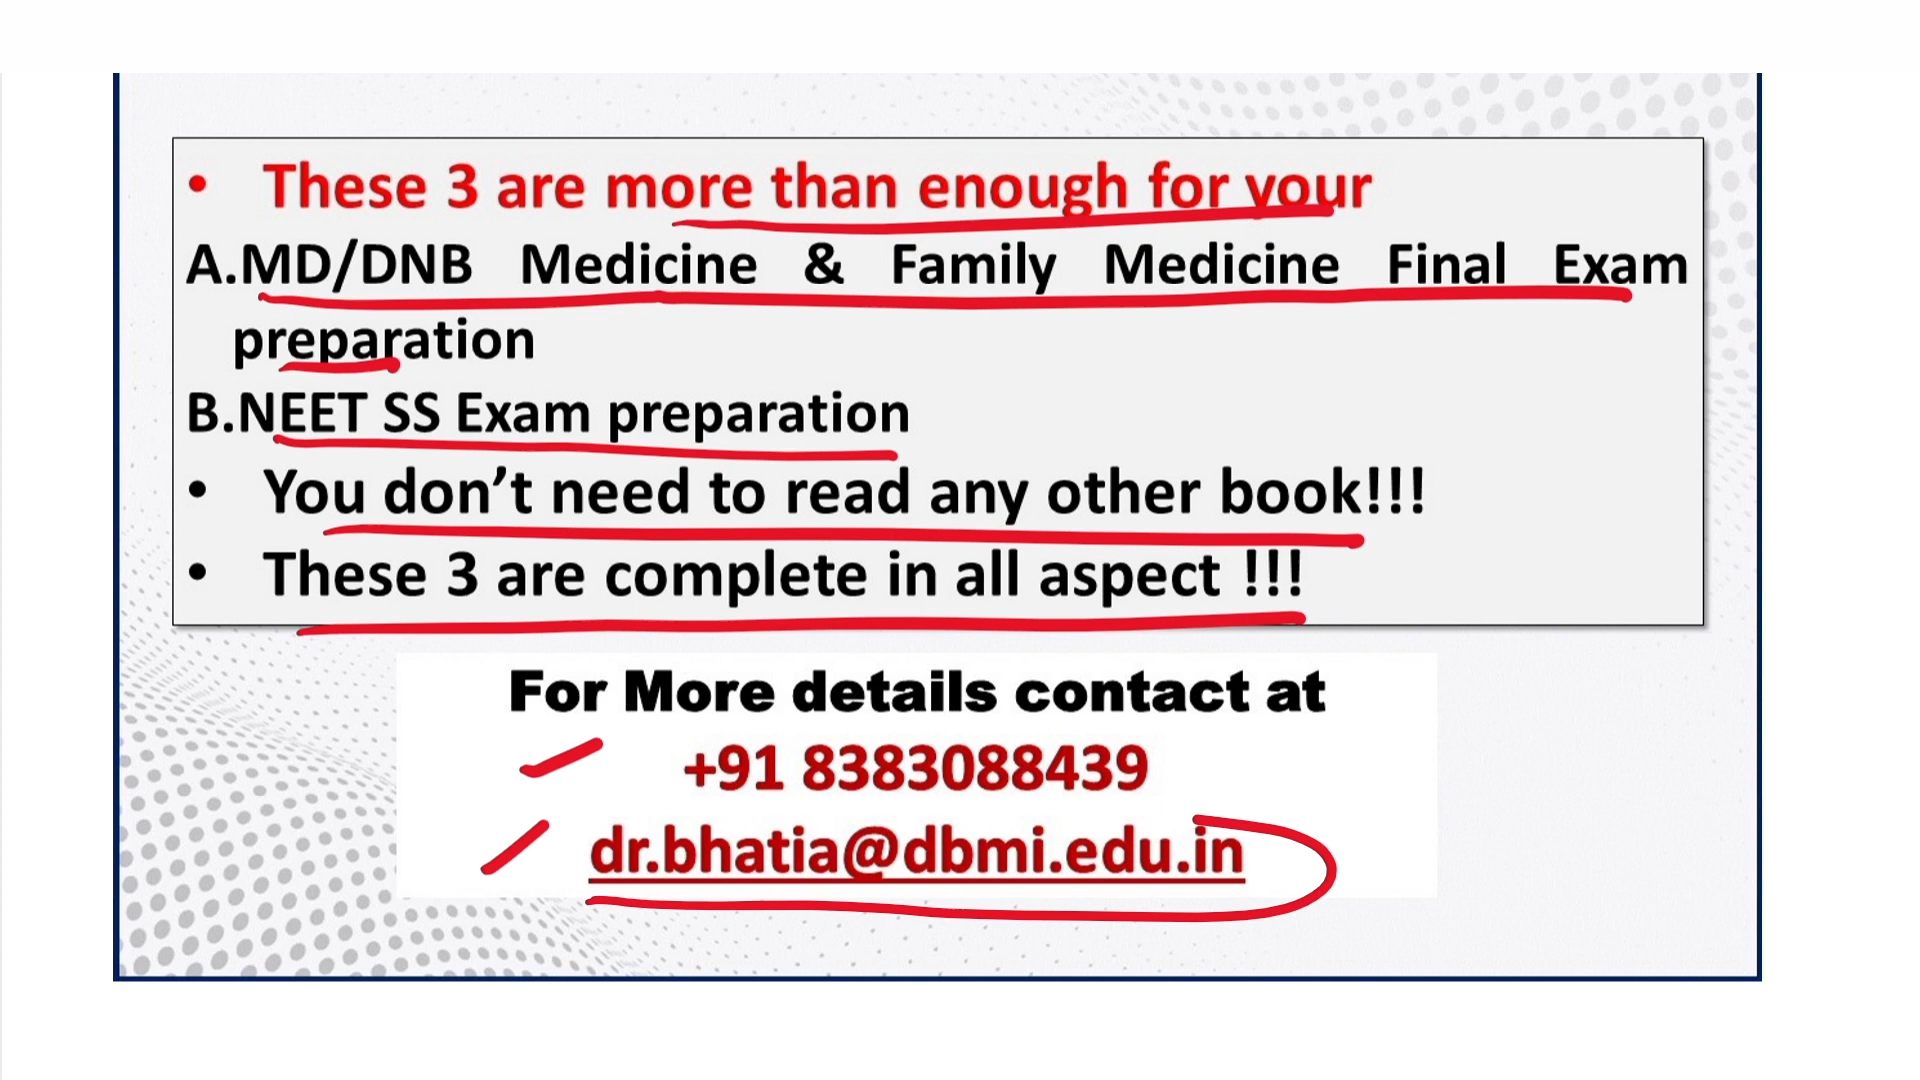 • These 3 are more than enough for your
A.MD/DNB Medicine & Family Medicine Final Exam
preparation
B.NEET SS Exam preparation
• You don’t need to read any other book!!!
• These 3 are complete in all aspect !!!
For More details contact at
+91 8383088439
dr.bhatia@dbmi.edu.in